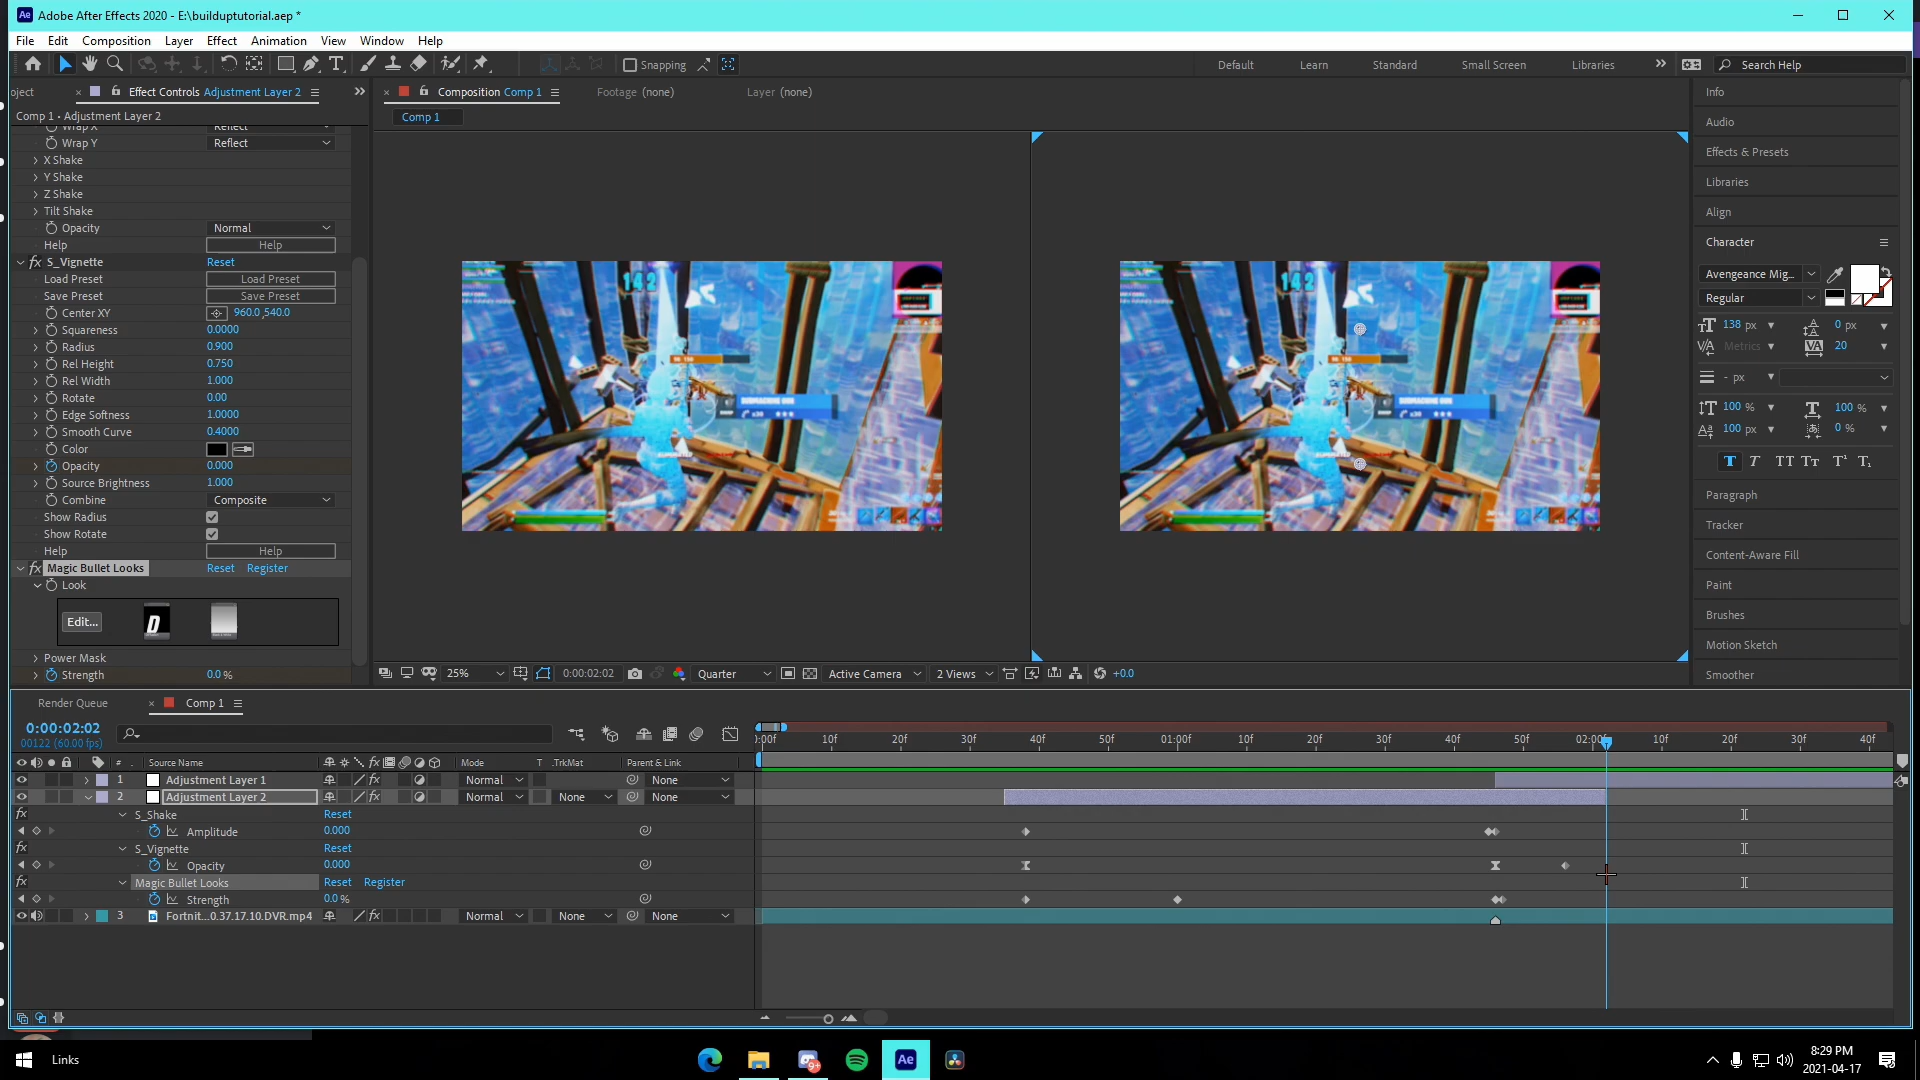 Adobe After Effects 2020 - E:\builduptutorial.aep *
File Edit Composition Layer Effect Animation View Window Help
Snapping
Default Learn Standard Small Screen Libraries Search Help
oject Effect Controls Adjustment Layer 2
Composition Comp 1 Footage (none) Layer (none)
Comp 1 • Adjustment Layer 2
Comp 1
Wrap X Reflect
Wrap Y Reflect
X Shake
Y Shake
Z Shake
Tilt Shake
Opacity Normal
Help Help
S_Vignette Reset
Load Preset Load Preset
Save Preset Save Preset
Center XY 960.0,540.0
Squareness 0.0000
Radius 0.900
Rel Height 0.750
Rel Width 1.000
Rotate 0.00
Edge Softness 1.0000
Smooth Curve 0.4000
Color
Opacity 0.000
Source Brightness 1.000
Combine Composite
Show Radius
Show Rotate
Help Help
Magic Bullet Looks Reset Register
Look
Edit...
D
Power Mask
Strength 0.0 %
142
142
25% 0:00:02:02 Quarter Active Camera 2 Views +0.0
Info
Audio
Effects & Presets
Libraries
Align
Character
Avengeance Mig...
Regular
138 px 0 px
Metrics 20
- px
100 % 100 %
100 px 0 %
T T TT Tт T¹ T₁
Paragraph
Tracker
Content-Aware Fill
Paint
Brushes
Motion Sketch
Smoother
Render Queue Comp 1
0:00:02:02
00122 (60.00 fps)
):00f 10f 20f 30f 40f 50f 01:00f 10f 20f 30f 40f 50f 02:00f 10f 20f 30f 40f
# . Source Name Mode T .TrkMat Parent & Link
1 Adjustment Layer 1 Normal None
2 Adjustment Layer 2 Normal None None
S_Shake Reset
Amplitude 0.000
S_Vignette Reset
Opacity 0.000
Magic Bullet Looks Reset Register
Strength 0.0 %
3 Fortnit...0.37.17.10.DVR.mp4 Normal None None
Links
Ae
8:29 PM
2021-04-17